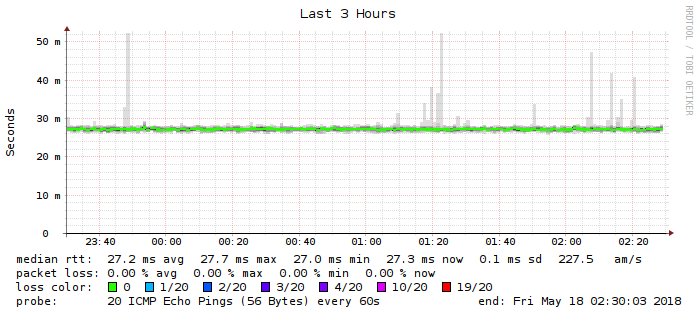 Last 3 Hours
RRDTOOL / TOBI OETIKER
Seconds
50 m
40 m
30 m
20 m
10 m
0
23:40 00:00 00:20 00:40 01:00 01:20 01:40 02:00 02:20
median rtt: 27.2 ms avg 27.7 ms max 27.0 ms min 27.3 ms now 0.1 ms sd 227.5 am/s
packet loss: 0.00 % avg 0.00 % max 0.00 % min 0.00 % now
loss color: 0 1/20 2/20 3/20 4/20 10/20 19/20
probe: 20 ICMP Echo Pings (56 Bytes) every 60s end: Fri May 18 02:30:03 2018